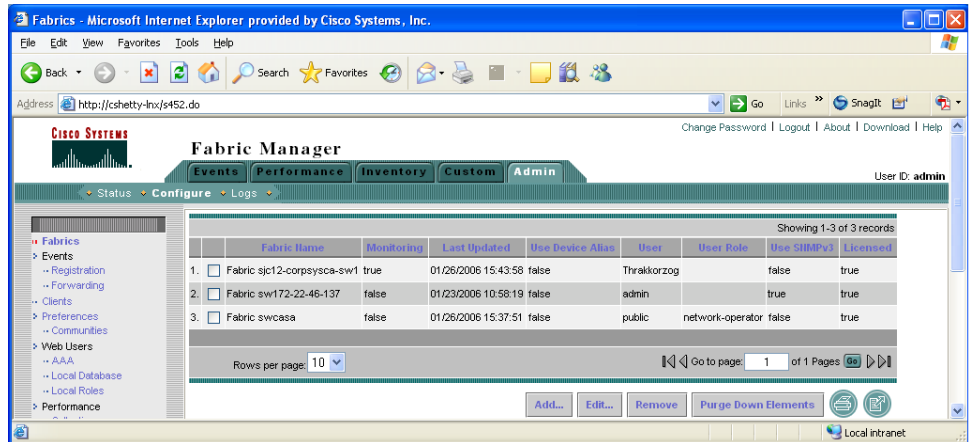 Fabrics - Microsoft Internet Explorer provided by Cisco Systems, Inc.
File Edit View Favorites Tools Help
Back Search Favorites
Address http://cshetty-lnx/s452.do Go Links » SnagIt
Change Password | Logout | About | Download | Help
CISCO SYSTEMS
Fabric Manager
Events Performance Inventory Custom Admin
User ID: admin
Status Configure Logs
Showing 1-3 of 3 records
Fabric Name Monitoring Last Updated Use Device Alias User User Role Use SNMPv3 Licensed
1. Fabric sjc12-corpsysca-sw1 true 01/26/2006 15:43:58 false Thrakkorzog false true
2. Fabric sw172-22-46-137 false 01/23/2006 10:58:19 false admin true true
3. Fabric swcasa false 01/26/2006 15:37:51 false public network-operator false true
Rows per page: 10 Go to page: 1 of 1 Pages Go
Add... Edit... Remove Purge Down Elements
Fabrics
Events
Registration
Forwarding
Clients
Preferences
Communities
Web Users
AAA
Local Database
Local Roles
Performance
Local intranet